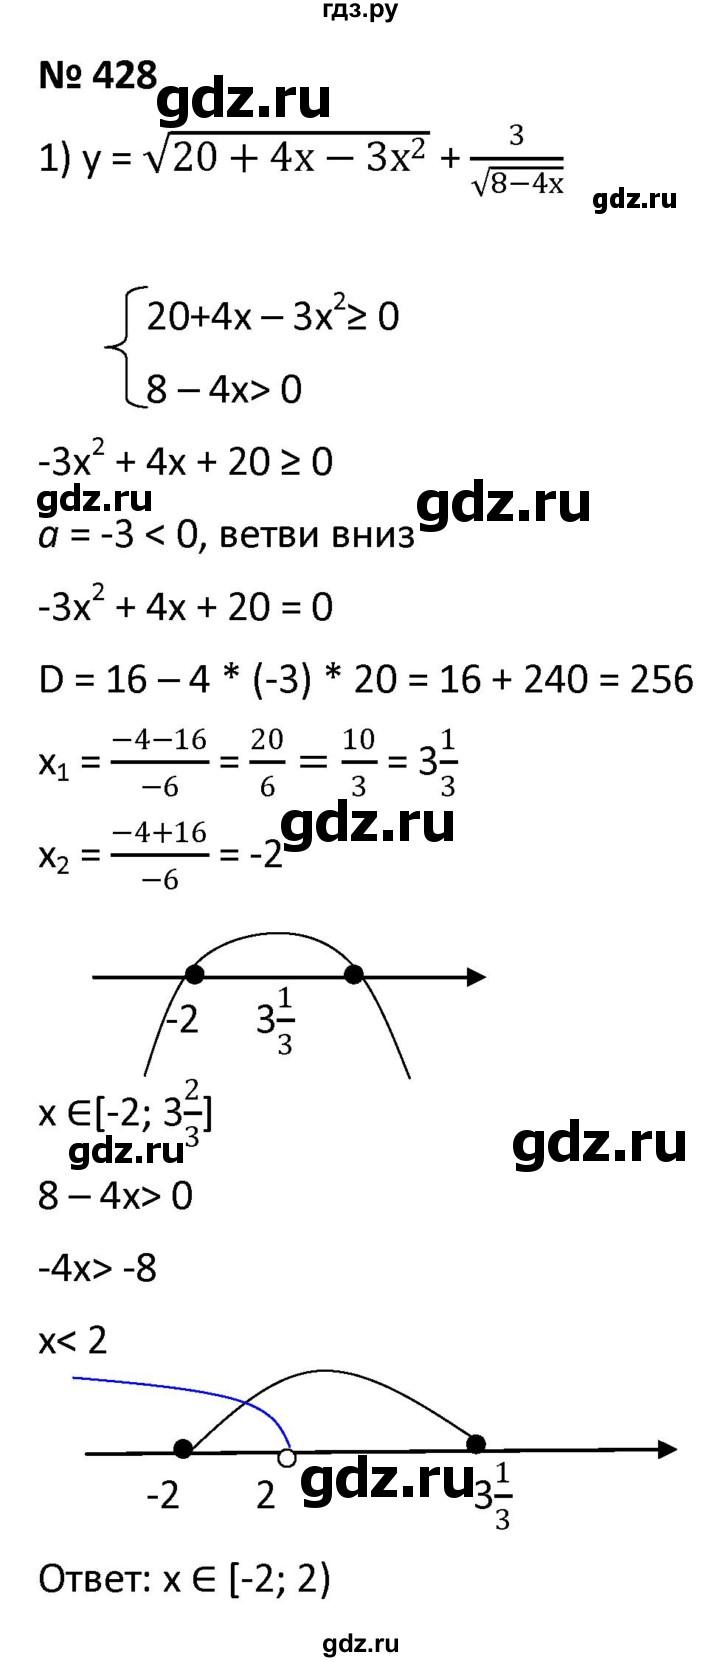 гдз.ру
№ 428
gdz.ru
1) y = √(20 + 4x − 3x²) + 3/√(8−4x)
gdz.ru
20+4x – 3x² ≥ 0
8 – 4x> 0
-3x² + 4x + 20 ≥ 0
gdz.ru
gdz.ru
a = -3 < 0, ветви вниз
-3x² + 4x + 20 = 0
D = 16 – 4 * (-3) * 20 = 16 + 240 = 256
x₁ = (−4−16)/(−6) = 20/6 = 10/3 = 3 1/3
gdz.ru
x₂ = (−4+16)/(−6) = -2
-2 3 1/3
x ∈[-2; 3 2/3]
gdz.ru
gdz.ru
8 – 4x> 0
-4x> -8
x< 2
-2 2 3 1/3
gdz.ru
Ответ: x ∈ [-2; 2)
gdz.ru